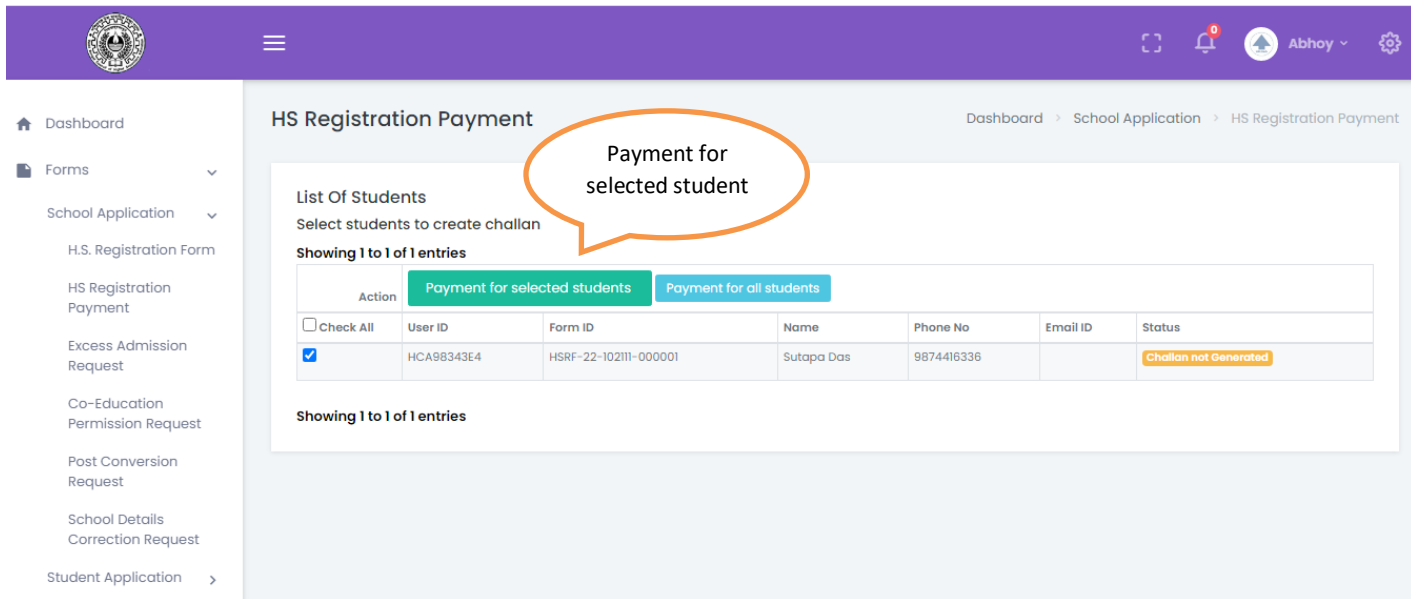 0
Abhoy
Dashboard
Forms
School Application
H.S. Registration Form
HS Registration
Payment
Excess Admission
Request
Co-Education
Permission Request
Post Conversion
Request
School Details
Correction Request
Student Application
HS Registration Payment
Dashboard > School Application > HS Registration Payment
Payment for
selected student
List Of Students
Select students to create challan
Showing 1 to 1 of 1 entries
Action Payment for selected students Payment for all students
Check All User ID Form ID Name Phone No Email ID Status
HCA98343E4 HSRF-22-102111-000001 Sutapa Das 9874416336 Challan not Generated
Showing 1 to 1 of 1 entries